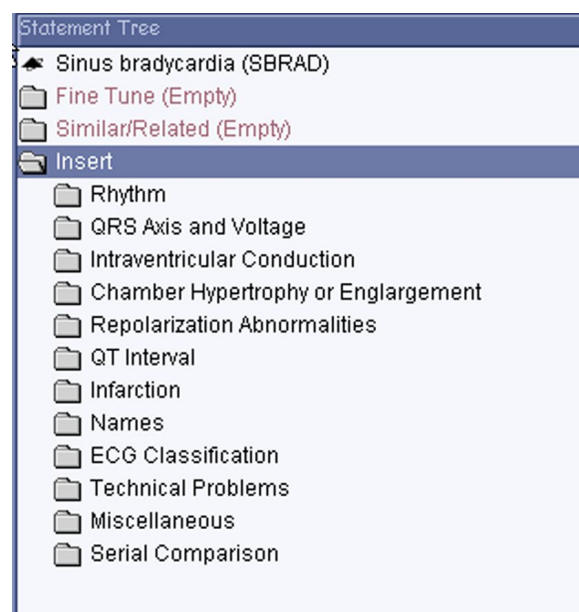 Statement Tree
Sinus bradycardia (SBRAD)
Fine Tune (Empty)
Similar/Related (Empty)
Insert
Rhythm
QRS Axis and Voltage
Intraventricular Conduction
Chamber Hypertrophy or Englargement
Repolarization Abnormalities
QT Interval
Infarction
Names
ECG Classification
Technical Problems
Miscellaneous
Serial Comparison